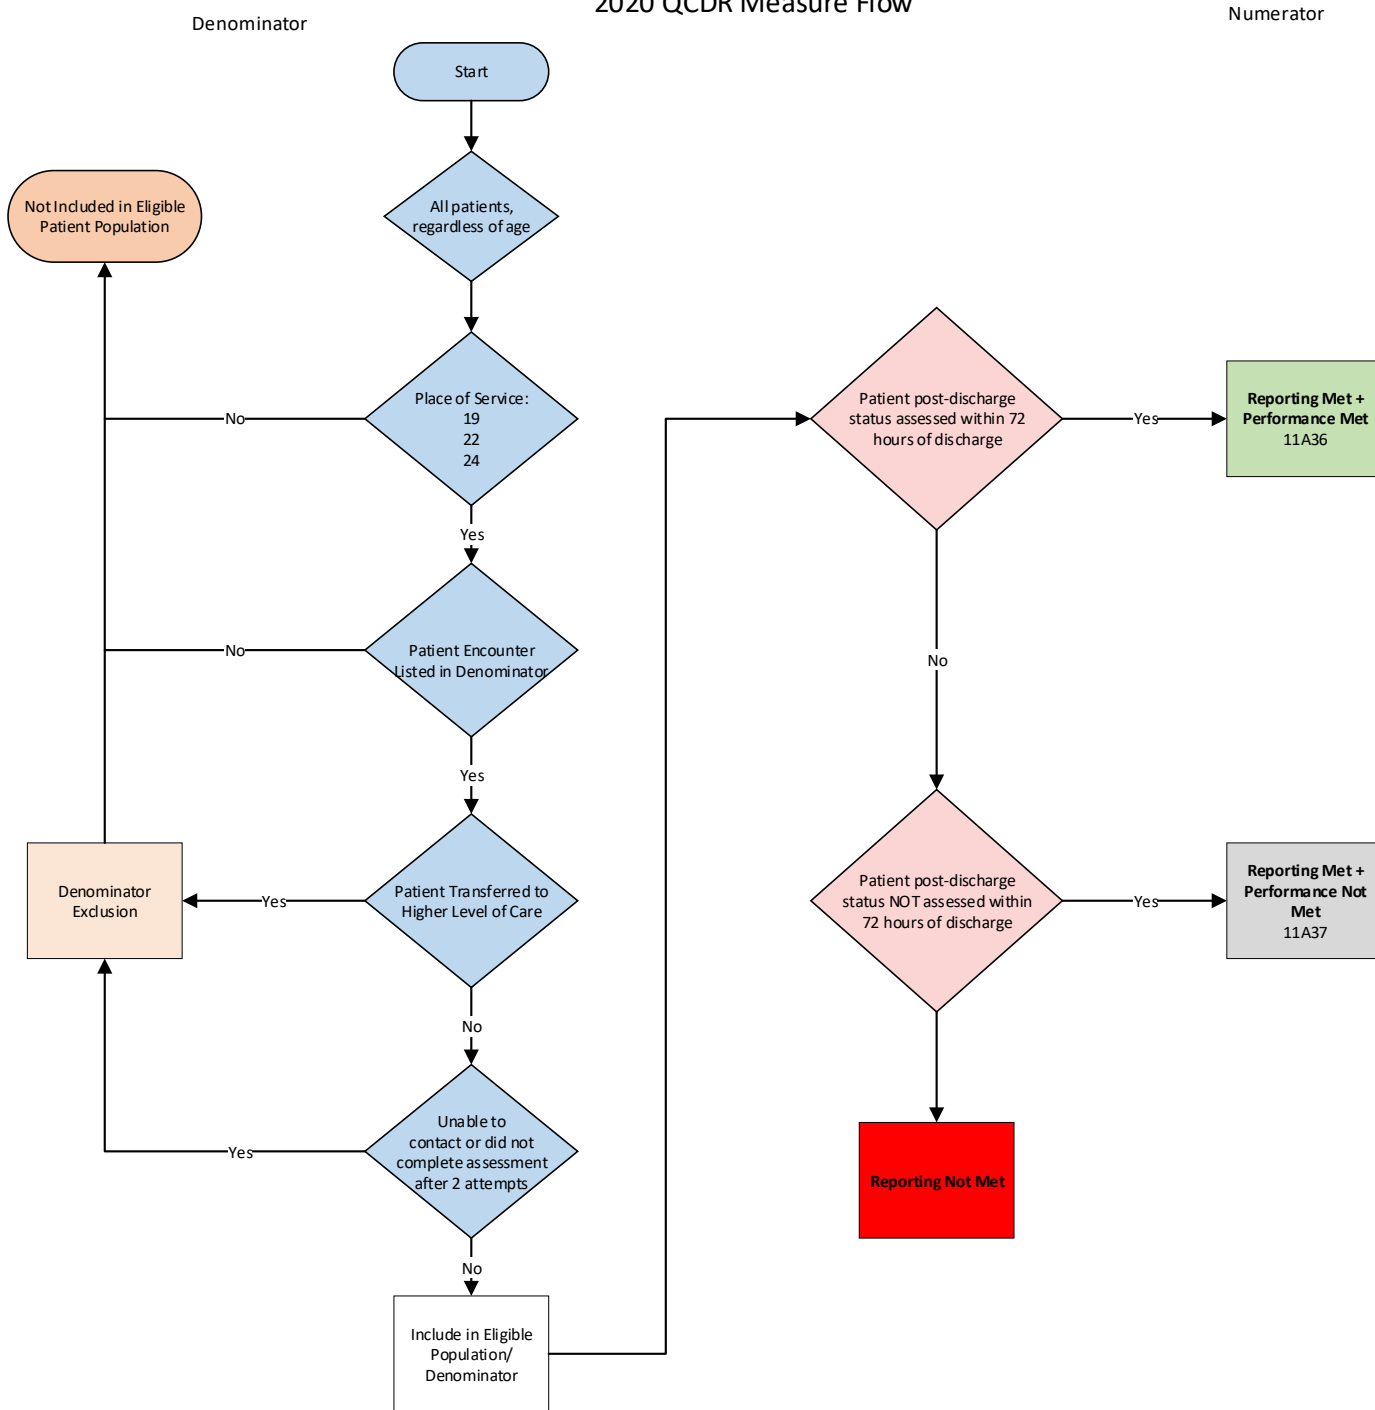 2020 QCDR Measure Flow
Denominator
Numerator
Start
All patients,
regardless of age
Not Included in Eligible
Patient Population
Place of Service:
19
22
24
No
Yes
Patient Encounter
Listed in Denominator
No
Yes
Patient Transferred to
Higher Level of Care
Yes
Denominator
Exclusion
No
Unable to
contact or did not
complete assessment
after 2 attempts
Yes
No
Include in Eligible
Population/
Denominator
Patient post-discharge
status assessed within 72
hours of discharge
Yes
Reporting Met +
Performance Met
11A36
No
Patient post-discharge
status NOT assessed within
72 hours of discharge
Yes
Reporting Met +
Performance Not
Met
11A37
Reporting Not Met